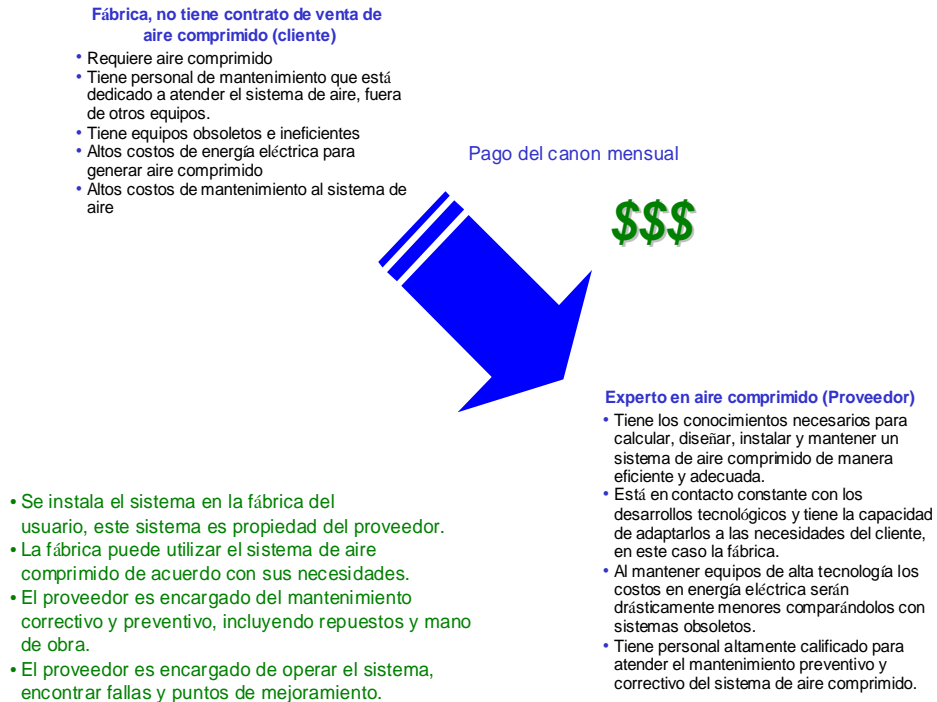 Fábrica, no tiene contrato de venta de
aire comprimido (cliente)
• Requiere aire comprimido
• Tiene personal de mantenimiento que está
dedicado a atender el sistema de aire, fuera
de otros equipos.
• Tiene equipos obsoletos e ineficientes
• Altos costos de energía eléctrica para
generar aire comprimido
• Altos costos de mantenimiento al sistema de
aire
Pago del canon mensual
$$$
Experto en aire comprimido (Proveedor)
• Tiene los conocimientos necesarios para
calcular, diseñar, instalar y mantener un
sistema de aire comprimido de manera
eficiente y adecuada.
• Está en contacto constante con los
desarrollos tecnológicos y tiene la capacidad
de adaptarlos a las necesidades del cliente,
en este caso la fábrica.
• Al mantener equipos de alta tecnología los
costos en energía eléctrica serán
drásticamente menores comparándolos con
sistemas obsoletos.
• Tiene personal altamente calificado para
atender el mantenimiento preventivo y
correctivo del sistema de aire comprimido.
• Se instala el sistema en la fábrica del
usuario, este sistema es propiedad del proveedor.
• La fábrica puede utilizar el sistema de aire
comprimido de acuerdo con sus necesidades.
• El proveedor es encargado del mantenimiento
correctivo y preventivo, incluyendo repuestos y mano
de obra.
• El proveedor es encargado de operar el sistema,
encontrar fallas y puntos de mejoramiento.